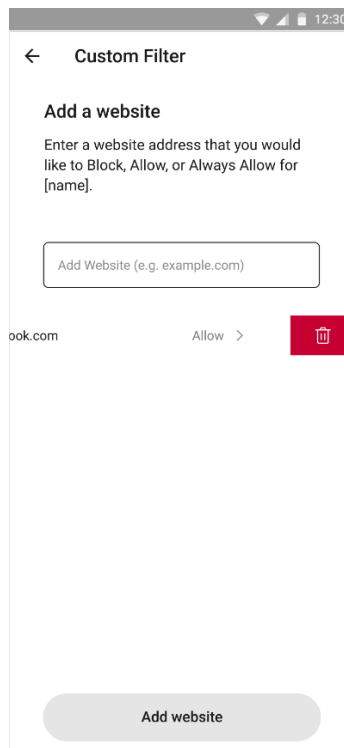 12:30
Custom Filter
Add a website
Enter a website address that you would
like to Block, Allow, or Always Allow for
[name].
Add Website (e.g. example.com)
ook.com
Allow
Add website